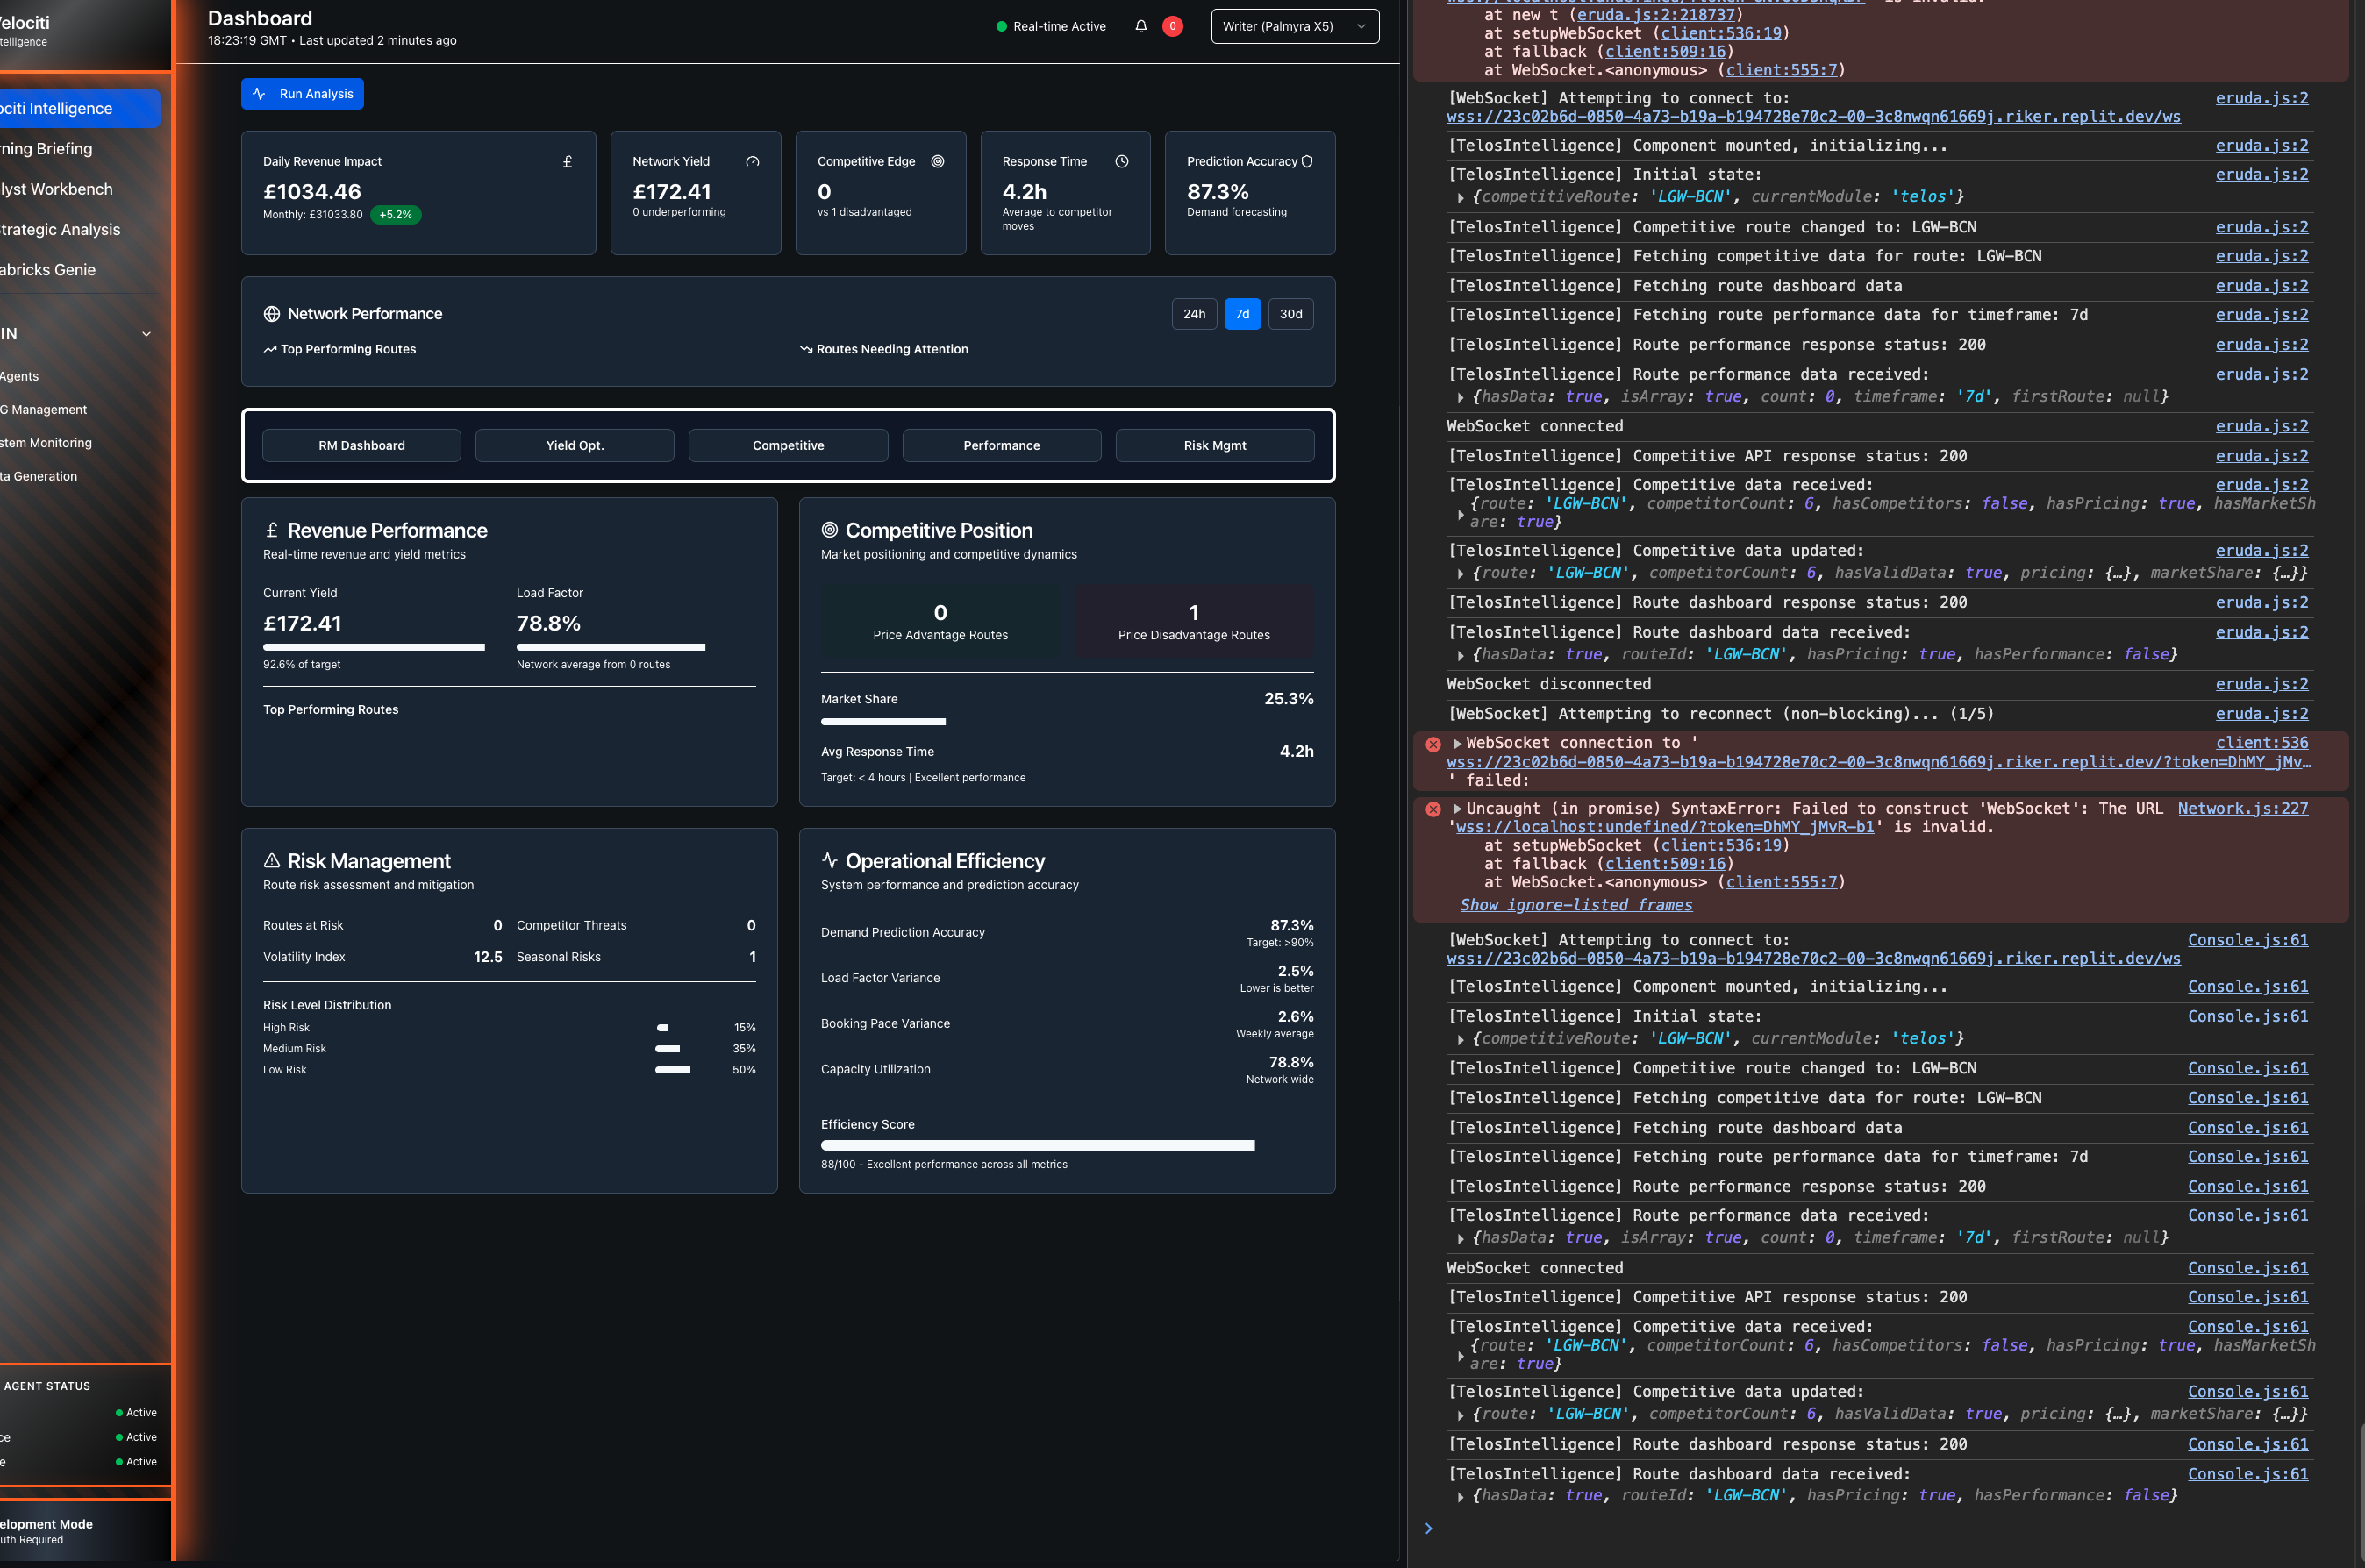 Velociti
telligence
ociti Intelligence
rning Briefing
lyst Workbench
trategic Analysis
abricks Genie
IN
Agents
G Management
stem Monitoring
ta Generation
AGENT STATUS
Active
ce
Active
e
Active
elopment Mode
uth Required
Dashboard
18:23:19 GMT • Last updated 2 minutes ago
Real-time Active
0
Writer (Palmyra X5)
Run Analysis
Daily Revenue Impact
£
£1034.46
Monthly: £31033.80 +5.2%
Network Yield
£172.41
0 underperforming
Competitive Edge
0
vs 1 disadvantaged
Response Time
4.2h
Average to competitor
moves
Prediction Accuracy
87.3%
Demand forecasting
Network Performance
24h
7d
30d
Top Performing Routes
Routes Needing Attention
RM Dashboard
Yield Opt.
Competitive
Performance
Risk Mgmt
£ Revenue Performance
Real-time revenue and yield metrics
Current Yield
£172.41
92.6% of target
Load Factor
78.8%
Network average from 0 routes
Top Performing Routes
Competitive Position
Market positioning and competitive dynamics
0
Price Advantage Routes
1
Price Disadvantage Routes
Market Share 25.3%
Avg Response Time 4.2h
Target: < 4 hours | Excellent performance
Risk Management
Route risk assessment and mitigation
Routes at Risk 0
Competitor Threats 0
Volatility Index 12.5
Seasonal Risks 1
Risk Level Distribution
High Risk 15%
Medium Risk 35%
Low Risk 50%
Operational Efficiency
System performance and prediction accuracy
Demand Prediction Accuracy 87.3%
Target: >90%
Load Factor Variance 2.5%
Lower is better
Booking Pace Variance 2.6%
Weekly average
Capacity Utilization 78.8%
Network wide
Efficiency Score
88/100 - Excellent performance across all metrics
at new t (eruda.js:2:218737)
at setupWebSocket (client:536:19)
at fallback (client:509:16)
at WebSocket.<anonymous> (client:555:7)
[WebSocket] Attempting to connect to: eruda.js:2
wss://23c02b6d-0850-4a73-b19a-b194728e70c2-00-3c8nwqn61669j.riker.replit.dev/ws
[TelosIntelligence] Component mounted, initializing... eruda.js:2
[TelosIntelligence] Initial state: eruda.js:2
{competitiveRoute: 'LGW-BCN', currentModule: 'telos'}
[TelosIntelligence] Competitive route changed to: LGW-BCN eruda.js:2
[TelosIntelligence] Fetching competitive data for route: LGW-BCN eruda.js:2
[TelosIntelligence] Fetching route dashboard data eruda.js:2
[TelosIntelligence] Fetching route performance data for timeframe: 7d eruda.js:2
[TelosIntelligence] Route performance response status: 200 eruda.js:2
[TelosIntelligence] Route performance data received: eruda.js:2
{hasData: true, isArray: true, count: 0, timeframe: '7d', firstRoute: null}
WebSocket connected eruda.js:2
[TelosIntelligence] Competitive API response status: 200 eruda.js:2
[TelosIntelligence] Competitive data received: eruda.js:2
{route: 'LGW-BCN', competitorCount: 6, hasCompetitors: false, hasPricing: true, hasMarketSh
are: true}
[TelosIntelligence] Competitive data updated: eruda.js:2
{route: 'LGW-BCN', competitorCount: 6, hasValidData: true, pricing: {…}, marketShare: {…}}
[TelosIntelligence] Route dashboard response status: 200 eruda.js:2
[TelosIntelligence] Route dashboard data received: eruda.js:2
{hasData: true, routeId: 'LGW-BCN', hasPricing: true, hasPerformance: false}
WebSocket disconnected eruda.js:2
[WebSocket] Attempting to reconnect (non-blocking)... (1/5) eruda.js:2
WebSocket connection to ' client:536
wss://23c02b6d-0850-4a73-b19a-b194728e70c2-00-3c8nwqn61669j.riker.replit.dev/?token=DhMY_jMv…
' failed:
Uncaught (in promise) SyntaxError: Failed to construct 'WebSocket': The URL Network.js:227
'wss://localhost:undefined/?token=DhMY_jMvR-b1' is invalid.
at setupWebSocket (client:536:19)
at fallback (client:509:16)
at WebSocket.<anonymous> (client:555:7)
Show ignore-listed frames
[WebSocket] Attempting to connect to: Console.js:61
wss://23c02b6d-0850-4a73-b19a-b194728e70c2-00-3c8nwqn61669j.riker.replit.dev/ws
[TelosIntelligence] Component mounted, initializing... Console.js:61
[TelosIntelligence] Initial state: Console.js:61
{competitiveRoute: 'LGW-BCN', currentModule: 'telos'}
[TelosIntelligence] Competitive route changed to: LGW-BCN Console.js:61
[TelosIntelligence] Fetching competitive data for route: LGW-BCN Console.js:61
[TelosIntelligence] Fetching route dashboard data Console.js:61
[TelosIntelligence] Fetching route performance data for timeframe: 7d Console.js:61
[TelosIntelligence] Route performance response status: 200 Console.js:61
[TelosIntelligence] Route performance data received: Console.js:61
{hasData: true, isArray: true, count: 0, timeframe: '7d', firstRoute: null}
WebSocket connected Console.js:61
[TelosIntelligence] Competitive API response status: 200 Console.js:61
[TelosIntelligence] Competitive data received: Console.js:61
{route: 'LGW-BCN', competitorCount: 6, hasCompetitors: false, hasPricing: true, hasMarketSh
are: true}
[TelosIntelligence] Competitive data updated: Console.js:61
{route: 'LGW-BCN', competitorCount: 6, hasValidData: true, pricing: {…}, marketShare: {…}}
[TelosIntelligence] Route dashboard response status: 200 Console.js:61
[TelosIntelligence] Route dashboard data received: Console.js:61
{hasData: true, routeId: 'LGW-BCN', hasPricing: true, hasPerformance: false}